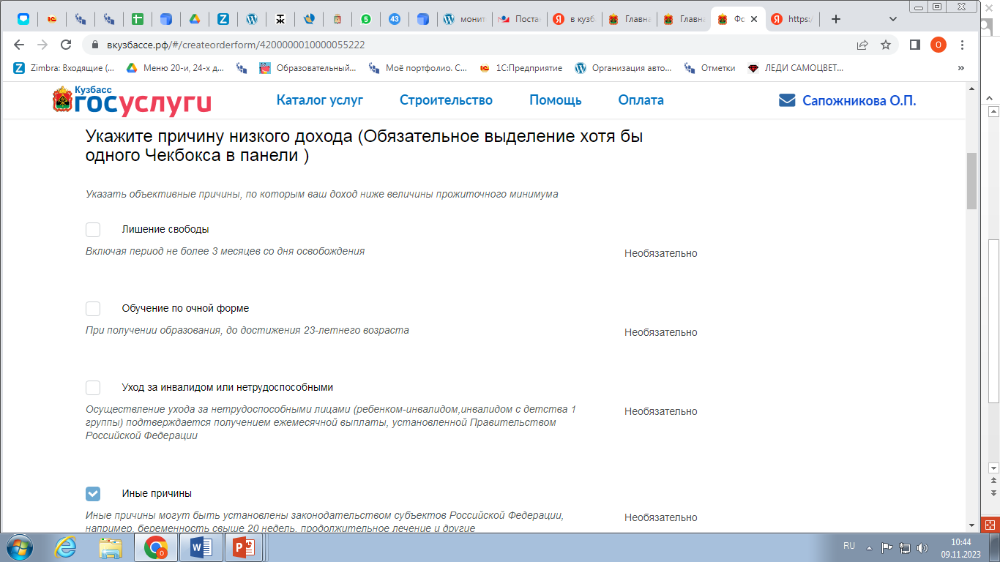 монит
Постан
в кузб
Главна
Главна
Фо
https:/
вкузбассе.рф/#/createorderform/4200000010000055222
Zimbra: Входящие (...
Меню 20-и, 24-х д...
Образовательный...
Моё портфолио. С...
1С:Предприятие
Организация авто...
Отметки
ЛЕДИ САМОЦВЕТ...
Кузбасс
госуслуги
Каталог услуг
Строительство
Помощь
Оплата
Сапожникова О.П.
Укажите причину низкого дохода (Обязательное выделение хотя бы
одного Чекбокса в панели )
Указать объективные причины, по которым ваш доход ниже величины прожиточного минимума
Лишение свободы
Включая период не более 3 месяцев со дня освобождения
Необязательно
Обучение по очной форме
При получении образования, до достижения 23-летнего возраста
Необязательно
Уход за инвалидом или нетрудоспособными
Осуществление ухода за нетрудоспособными лицами (ребенком-инвалидом,инвалидом с детства 1
группы) подтверждается получением ежемесячной выплаты, установленной Правительством
Российской Федерации
Необязательно
Иные причины
Иные причины могут быть установлены законодательством субъектов Российской Федерации,
например, беременность свыше 20 недель, продолжительное лечение и другие
Необязательно
RU
10:44
09.11.2023